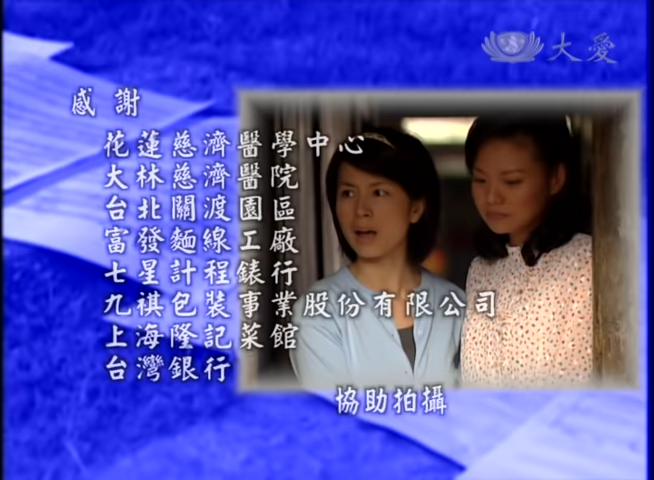 大愛
感謝
花蓮慈濟醫學中心
大林慈濟醫院
台北關渡園區
富發麵線工廠
七星計程錶行
九祺包裝事業股份有限公司
上海隆記菜館
台灣銀行
協助拍攝